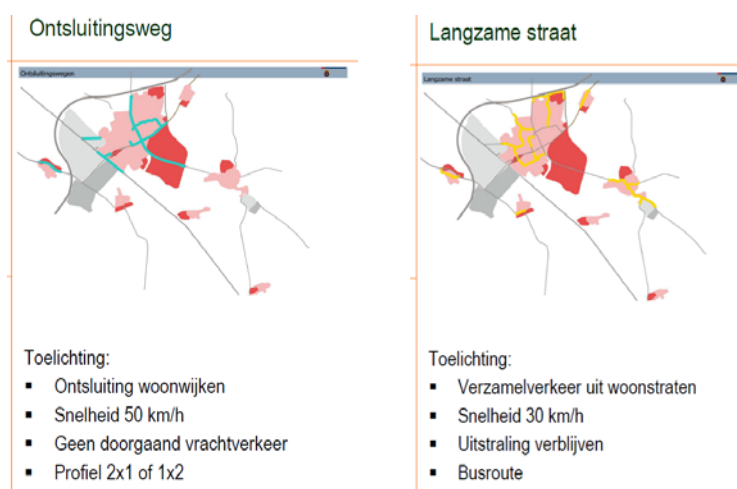 Ontsluitingsweg
Ontsluitingswegen
Toelichting:
▪ Ontsluiting woonwijken
▪ Snelheid 50 km/h
▪ Geen doorgaand vrachtverkeer
▪ Profiel 2x1 of 1x2
Langzame straat
Langzame straat
Toelichting:
▪ Verzamelverkeer uit woonstraten
▪ Snelheid 30 km/h
▪ Uitstraling verblijven
▪ Busroute